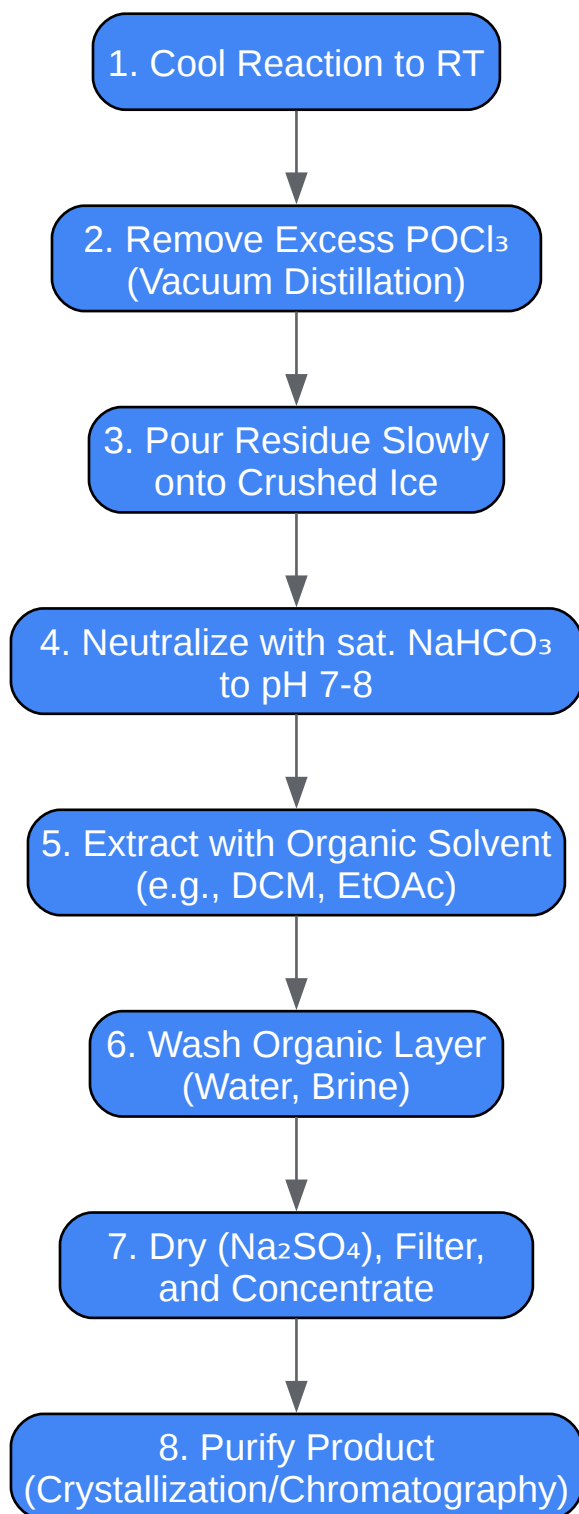 1. Cool Reaction to RT
2. Remove Excess POCl₃
(Vacuum Distillation)
3. Pour Residue Slowly
onto Crushed Ice
4. Neutralize with sat. NaHCO₃
to pH 7-8
5. Extract with Organic Solvent
(e.g., DCM, EtOAc)
6. Wash Organic Layer
(Water, Brine)
7. Dry (Na₂SO₄), Filter,
and Concentrate
8. Purify Product
(Crystallization/Chromatography)